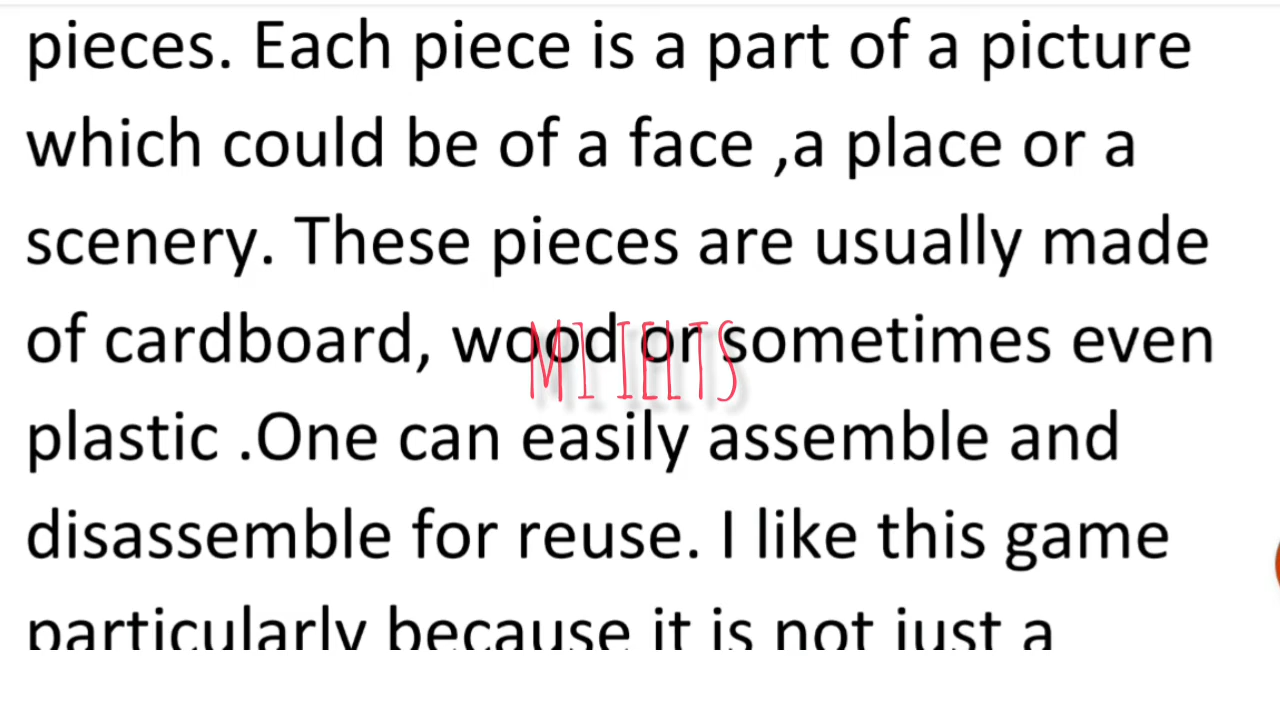 pieces. Each piece is a part of a picture
which could be of a face ,a place or a
scenery. These pieces are usually made
of cardboard, wood or sometimes even
MI IELTS
plastic .One can easily assemble and
disassemble for reuse. I like this game
particularly because it is not just a